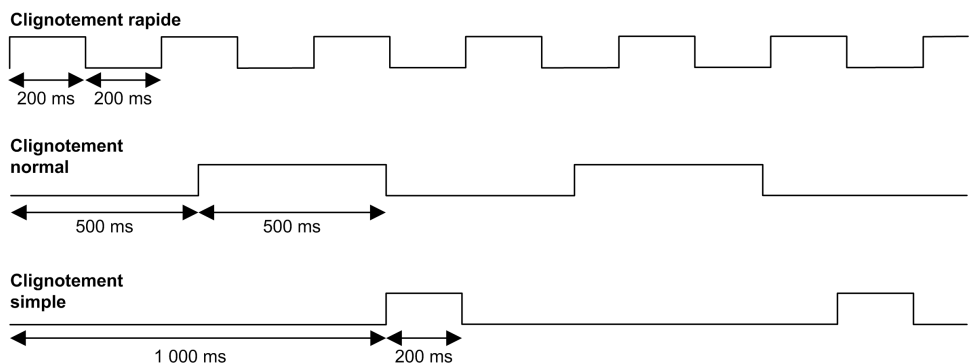 Clignotement rapide
200 ms 200 ms
Clignotement
normal
500 ms 500 ms
Clignotement
simple
1 000 ms 200 ms